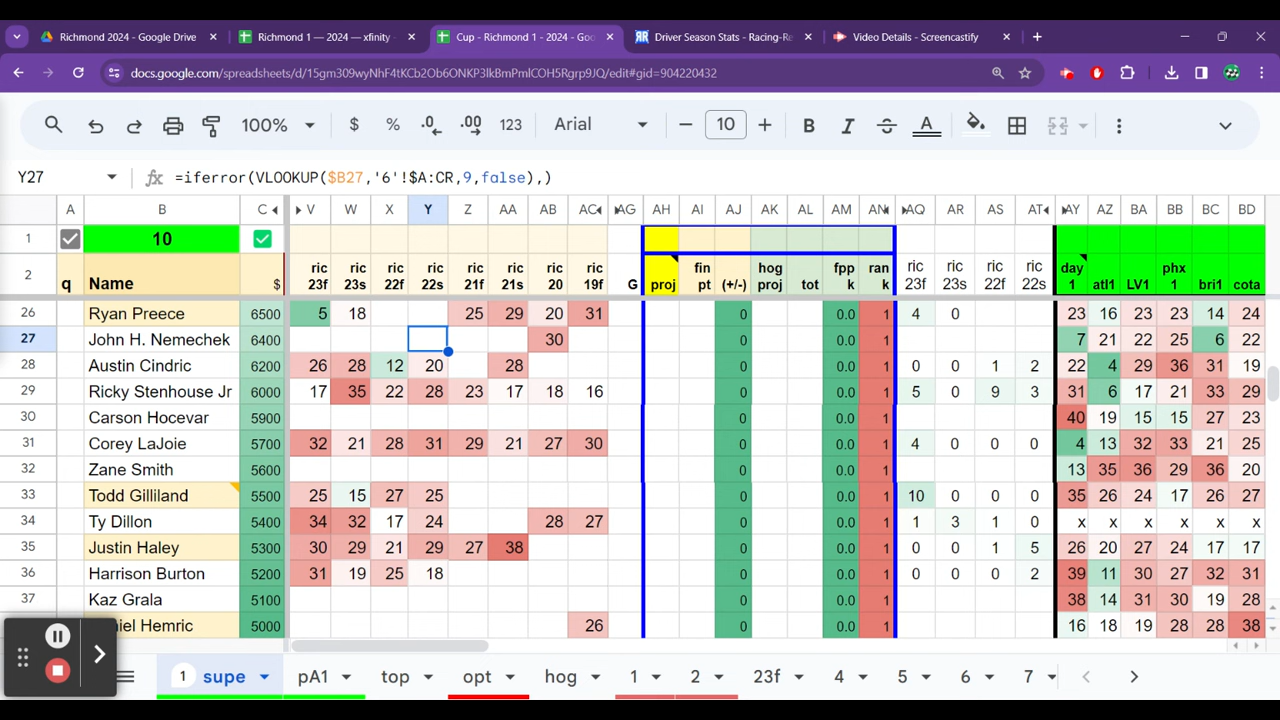 Richmond 2024 - Google Drive Richmond 1 — 2024 — xfinity Cup - Richmond 1 - 2024 - Goo Driver Season Stats - Racing-Re Video Details - Screencastify
docs.google.com/spreadsheets/d/15gm309wyNhF4tKCb2Ob6ONKP3lkBmPmlCOH5Rgrp9JQ/edit#gid=904220432
100% $ % .0 .00 123 Arial 10 B I S A
Y27 =iferror(VLOOKUP($B27,'6'!$A:CR,9,false),)
A B C V W X Y Z AA AB AC AG AH AI AJ AK AL AM AN AQ AR AS AT AY AZ BA BB BC BD
1 10
2 q Name $ ric 23f ric 23s ric 22f ric 22s ric 21f ric 21s ric 20 ric 19f G proj fin pt (+/-) hog proj tot fpp k ran k ric 23f ric 23s ric 22f ric 22s day 1 atl1 LV1 phx 1 bri1 cota
26 Ryan Preece 6500 5 18 25 29 20 31 0 0.0 1 4 0 23 16 23 23 14 24
27 John H. Nemechek 6400 30 0 0.0 1 7 21 22 25 6 22
28 Austin Cindric 6200 26 28 12 20 28 0 0.0 1 0 0 1 2 22 4 29 36 31 19
29 Ricky Stenhouse Jr 6000 17 35 22 28 23 17 18 16 0 0.0 1 5 0 9 3 31 6 17 21 33 29
30 Carson Hocevar 5900 0 0.0 1 40 19 15 15 27 23
31 Corey LaJoie 5700 32 21 28 31 29 21 27 30 0 0.0 1 4 0 0 0 4 13 32 33 21 25
32 Zane Smith 5600 0 0.0 1 13 35 36 29 36 20
33 Todd Gilliland 5500 25 15 27 25 0 0.0 1 10 0 0 0 35 26 24 17 26 27
34 Ty Dillon 5400 34 32 17 24 28 27 0 0.0 1 1 3 1 0 x x x x x x
35 Justin Haley 5300 30 29 21 29 27 38 0 0.0 1 0 0 1 5 26 20 27 24 17 17
36 Harrison Burton 5200 31 19 25 18 0 0.0 1 0 0 0 2 39 11 30 27 32 31
37 Kaz Grala 5100 0 0.0 1 38 14 31 30 19 28
iel Hemric 5000 26 0 0.0 1 16 18 19 28 28 38
1 supe pA1 top opt hog 1 2 23f 4 5 6 7